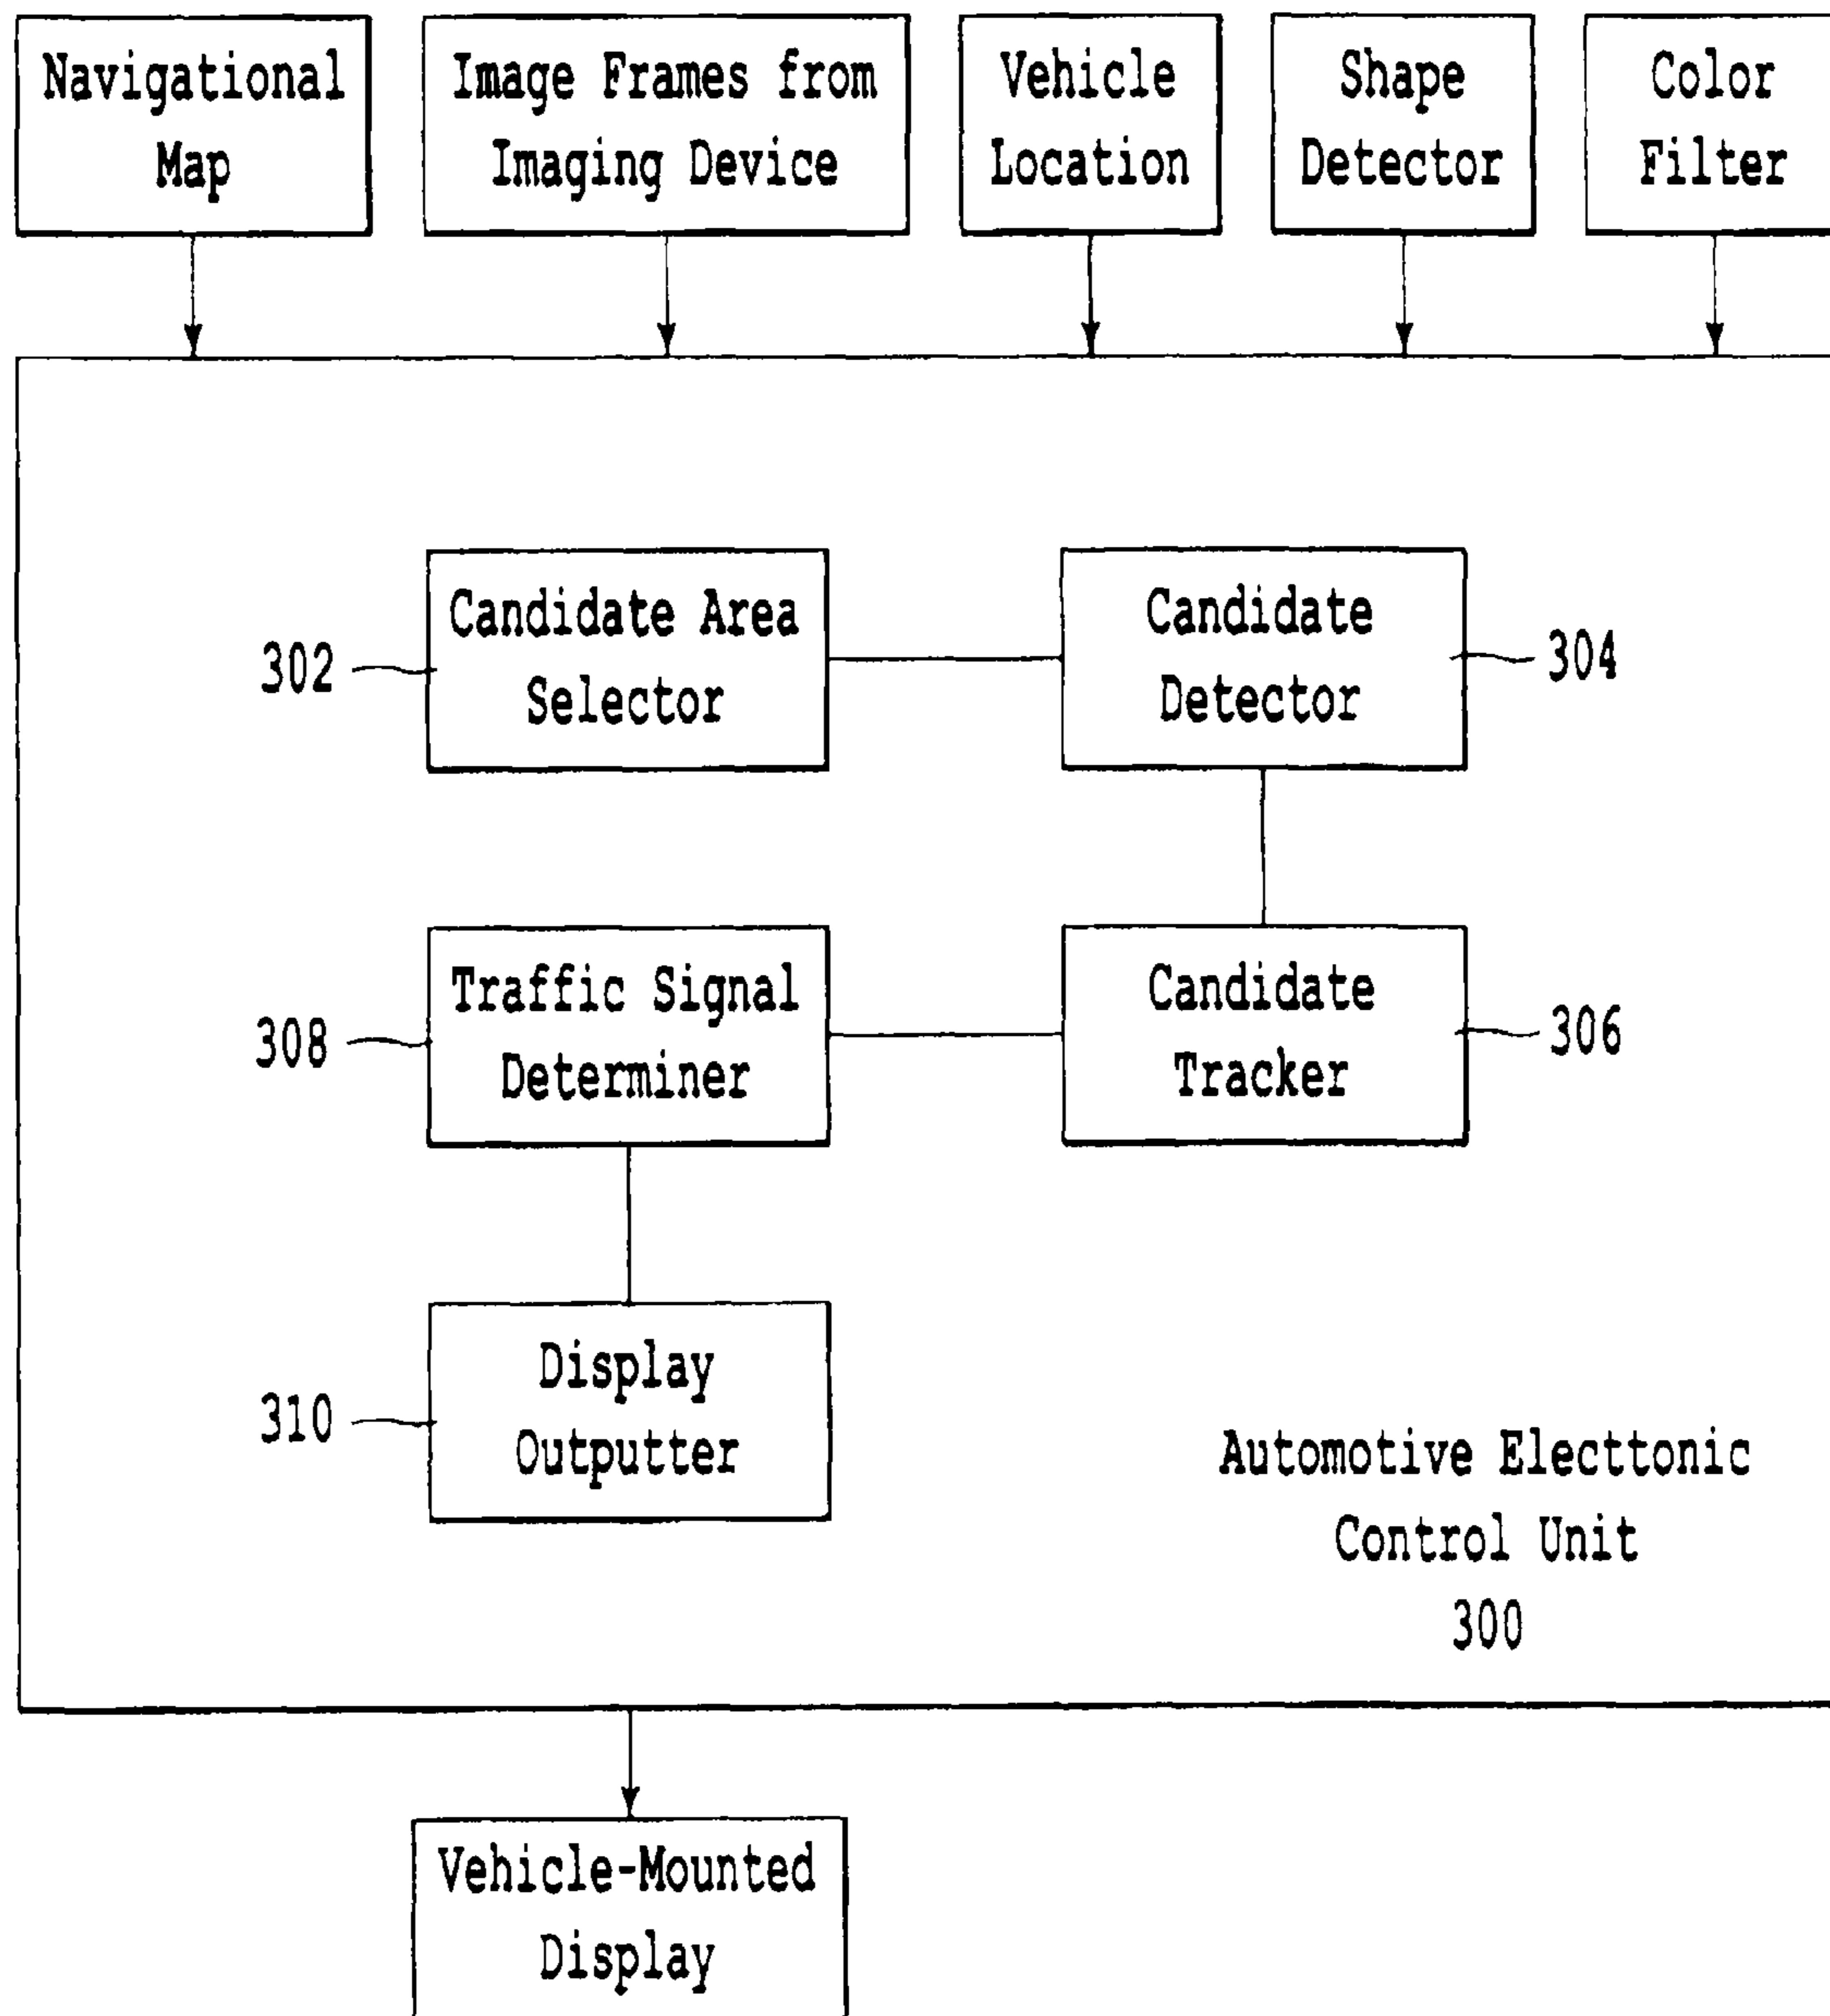 Navigational
Map
Image Frames from
Imaging Device
Vehicle
Location
Shape
Detector
Color
Filter
Candidate Area
Selector
302
Candidate
Detector
304
Traffic Signal
Determiner
308
Candidate
Tracker
306
Display
Outputter
310
Automotive Electtonic
Control Unit
300
Vehicle-Mounted
Display